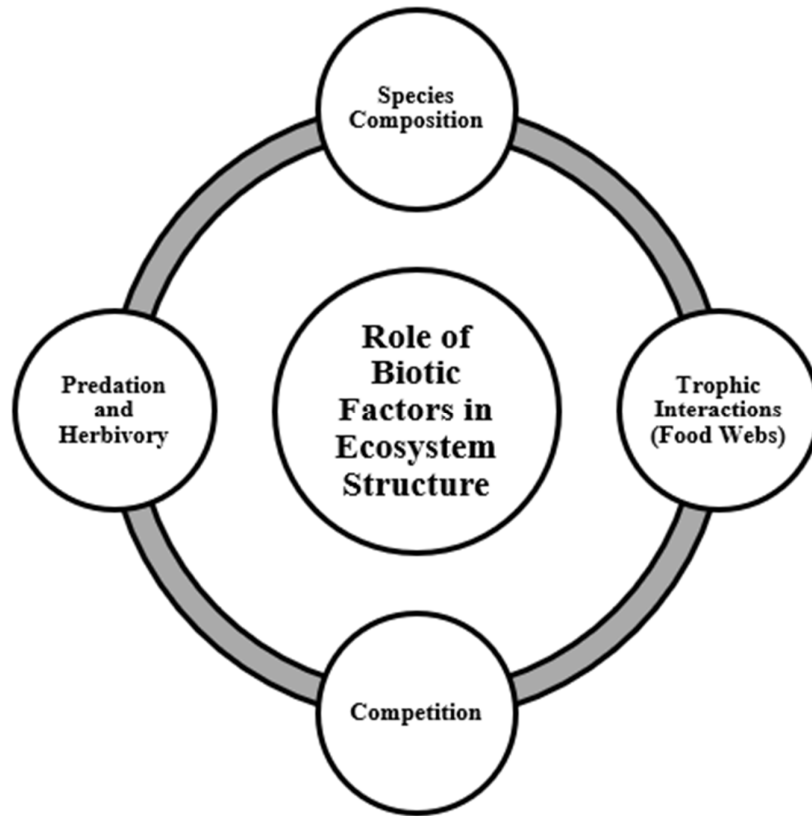 Species
Composition
Predation
and
Herbivory
Role of
Biotic
Factors in
Ecosystem
Structure
Trophic
Interactions
(Food Webs)
Competition